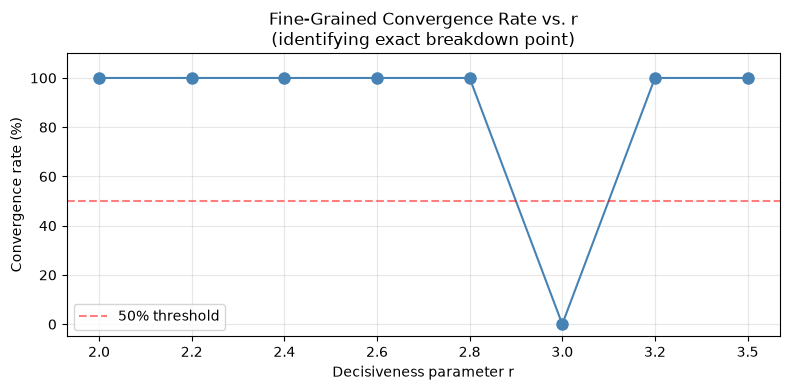 Fine-Grained Convergence Rate vs. r
(identifying exact breakdown point)
Convergence rate (%)
100
80
60
40
20
0
50% threshold
2.0 2.2 2.4 2.6 2.8 3.0 3.2 3.5
Decisiveness parameter r